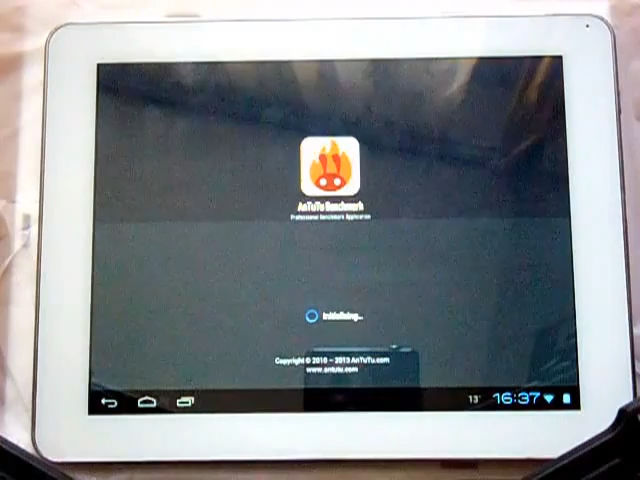 AnTuTu Benchmark
Professional Benchmark Application
Initializing...
Copyright © 2010 - 2013 AnTuTu.com
www.antutu.com
13° 16:37